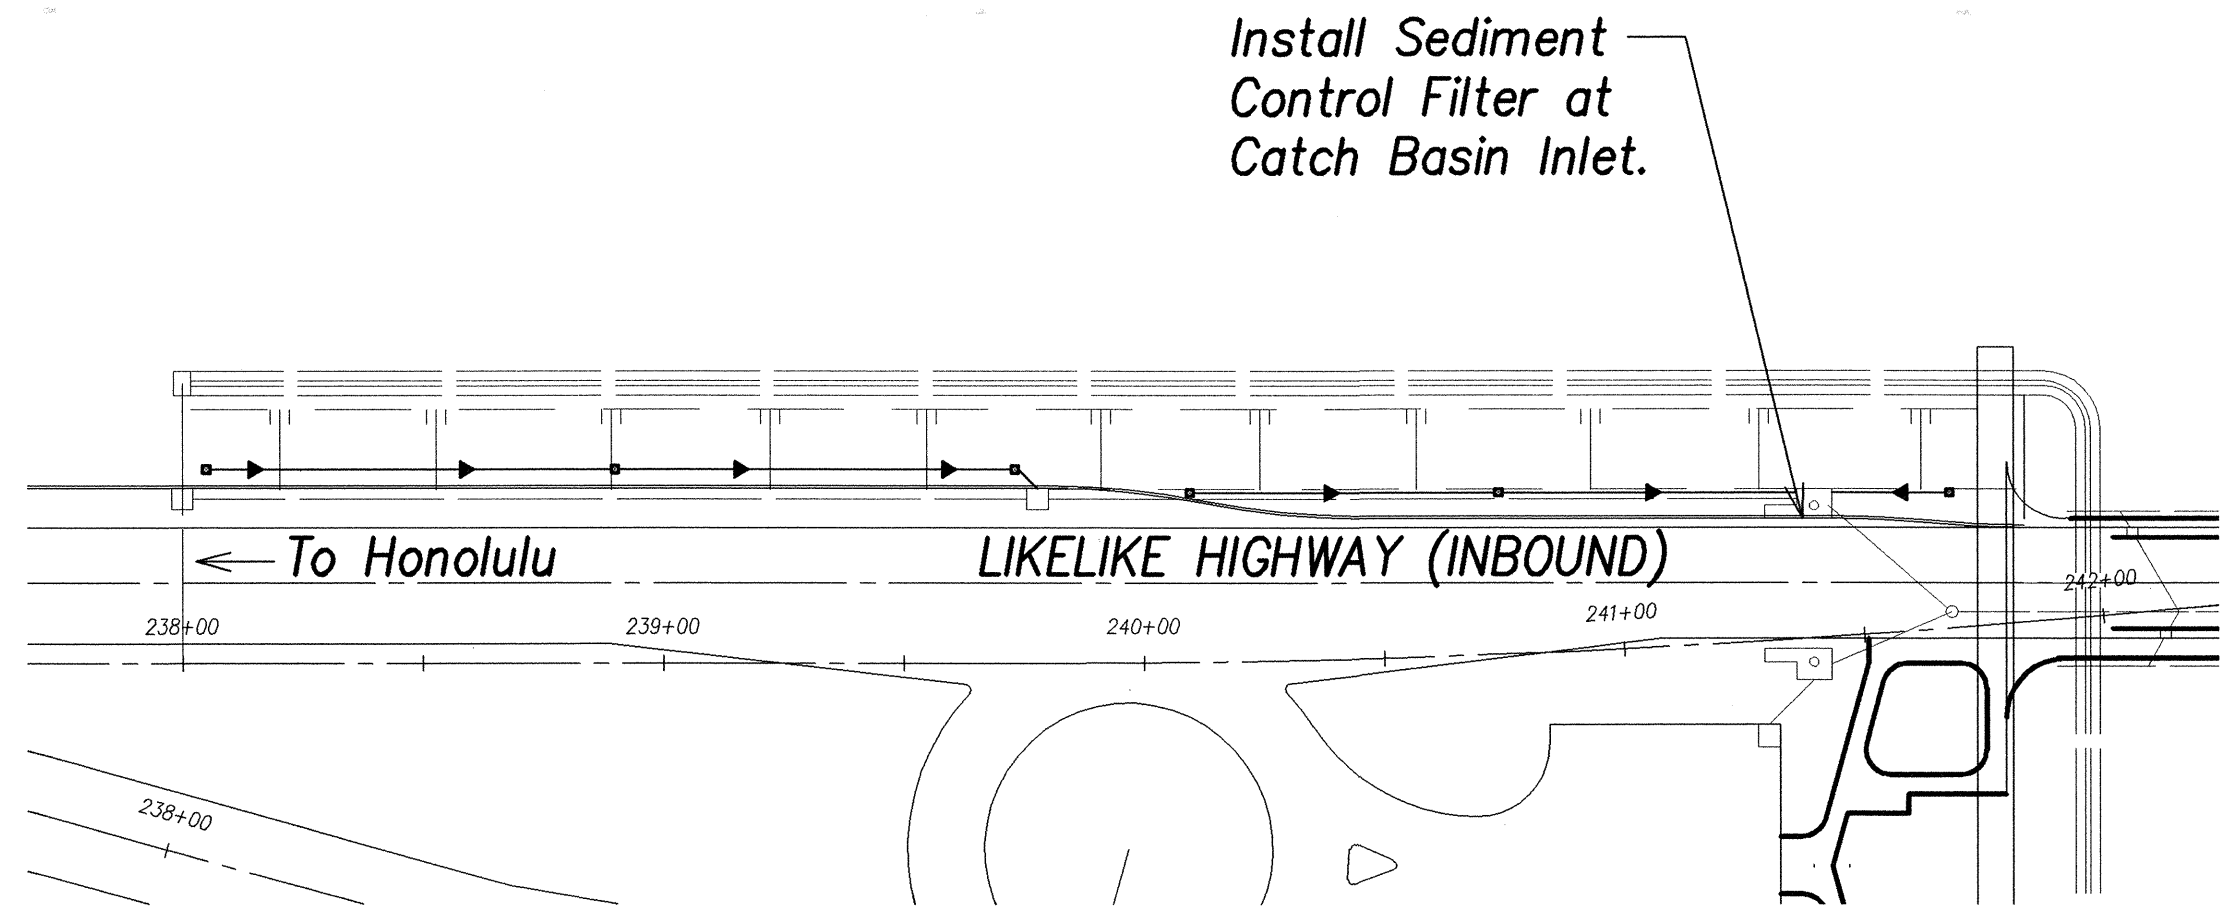 Install Sediment
Control Filter at
Catch Basin Inlet.
To Honolulu
LIKELIKE HIGHWAY (INBOUND)
242+00
238+00
239+00
240+00
241+00
238+00